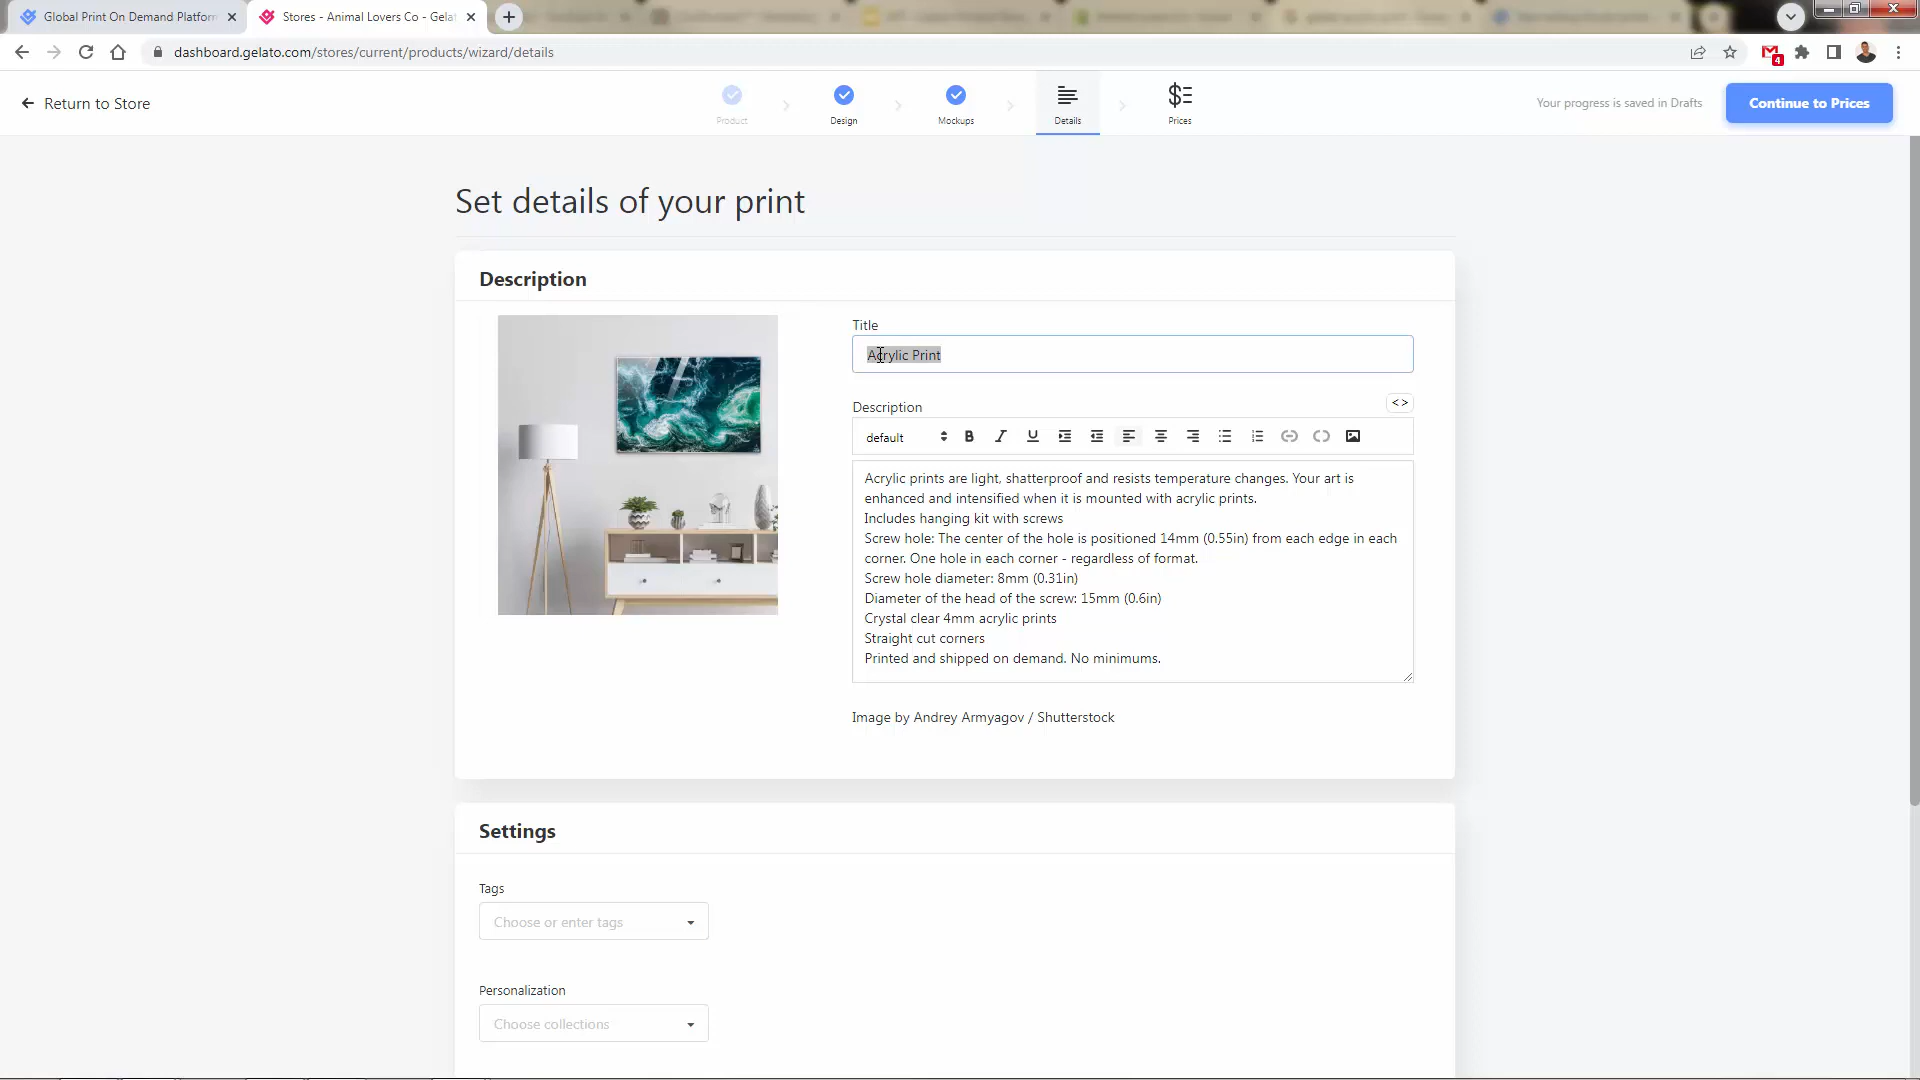 Global Print On Demand Platform
Stores - Animal Lovers Co - Gela
dashboard.gelato.com/stores/current/products/wizard/details
4
Return to Store
Product
Design
Mockups
Details
Prices
Your progress is saved in Drafts
Continue to Prices
Set details of your print
Description
Title
Acrylic Print
Description
<>
default
B I U
Acrylic prints are light, shatterproof and resists temperature changes. Your art is
enhanced and intensified when it is mounted with acrylic prints.
Includes hanging kit with screws
Screw hole: The center of the hole is positioned 14mm (0.55in) from each edge in each
corner. One hole in each corner - regardless of format.
Screw hole diameter: 8mm (0.31in)
Diameter of the head of the screw: 15mm (0.6in)
Crystal clear 4mm acrylic prints
Straight cut corners
Printed and shipped on demand. No minimums.
Image by Andrey Armyagov / Shutterstock
Settings
Tags
Choose or enter tags
Personalization
Choose collections